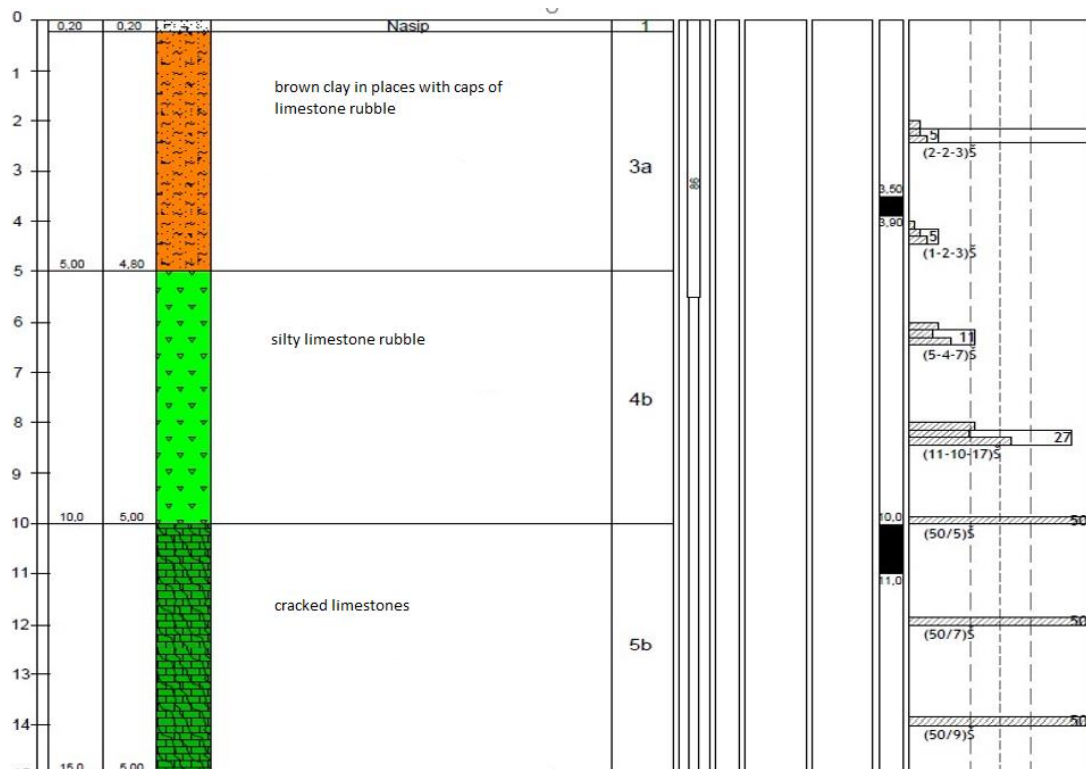 0
0,20 0,20 Nasip 1
1
brown clay in places with caps of
limestone rubble
2
5
(2-2-3)Š
3
3a
86
3,50
4
3,90
5
(1-2-3)Š
5,00 4,80
5
6
silty limestone rubble
11
(5-4-7)Š
7
4b
8
27
(11-10-17)Š
9
10
10,0 5,00
10,0
50
(50/5)Š
11
11,0
cracked limestones
12
50
(50/7)Š
5b
13
14
50
(50/9)Š
15,0 5,00